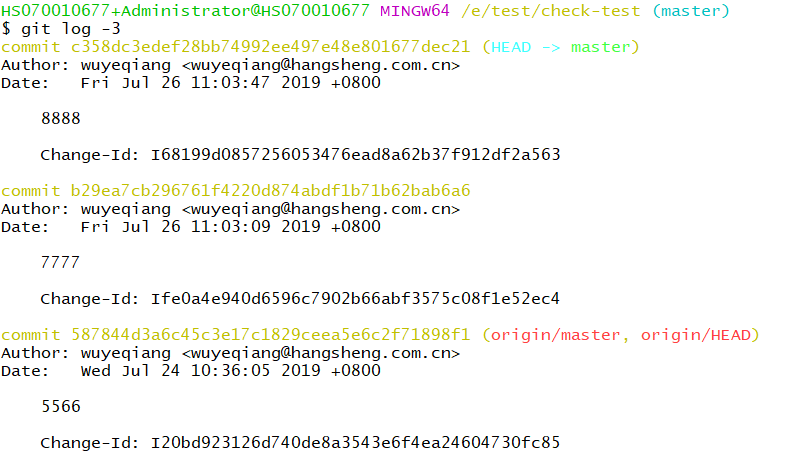 HS070010677+Administrator@HS070010677 MINGW64 /e/test/check-test (master)
$ git log -3
commit c358dc3edef28bb74992ee497e48e801677dec21 (HEAD -> master)
Author: wuyeqiang <wuyeqiang@hangsheng.com.cn>
Date:   Fri Jul 26 11:03:47 2019 +0800
8888
Change-Id: I68199d0857256053476ead8a62b37f912df2a563
commit b29ea7cb296761f4220d874abdf1b71b62bab6a6
Author: wuyeqiang <wuyeqiang@hangsheng.com.cn>
Date:   Fri Jul 26 11:03:09 2019 +0800
7777
Change-Id: Ife0a4e940d6596c7902b66abf3575c08f1e52ec4
commit 587844d3a6c45c3e17c1829ceea5e6c2f71898f1 (origin/master, origin/HEAD)
Author: wuyeqiang <wuyeqiang@hangsheng.com.cn>
Date:   Wed Jul 24 10:36:05 2019 +0800
5566
Change-Id: I20bd923126d740de8a3543e6f4ea24604730fc85